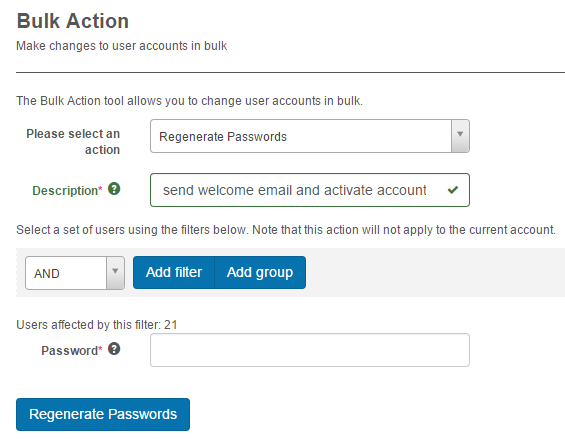 Bulk Action
Make changes to user accounts in bulk
The Bulk Action tool allows you to change user accounts in bulk.
Please select an action
Regenerate Passwords
Description* ?
send welcome email and activate account
Select a set of users using the filters below. Note that this action will not apply to the current account.
AND
Add filter
Add group
Users affected by this filter: 21
Password* ?
Regenerate Passwords